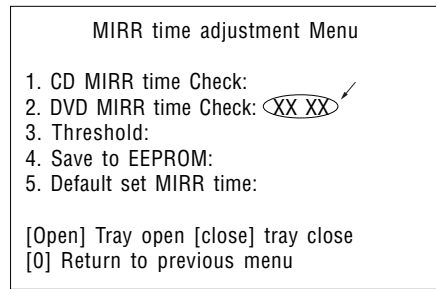 MIRR time adjustment Menu
1. CD MIRR time Check:
2. DVD MIRR time Check: XX XX
3. Threshold:
4. Save to EEPROM:
5. Default set MIRR time:
[Open] Tray open [close] tray close
[0] Return to previous menu